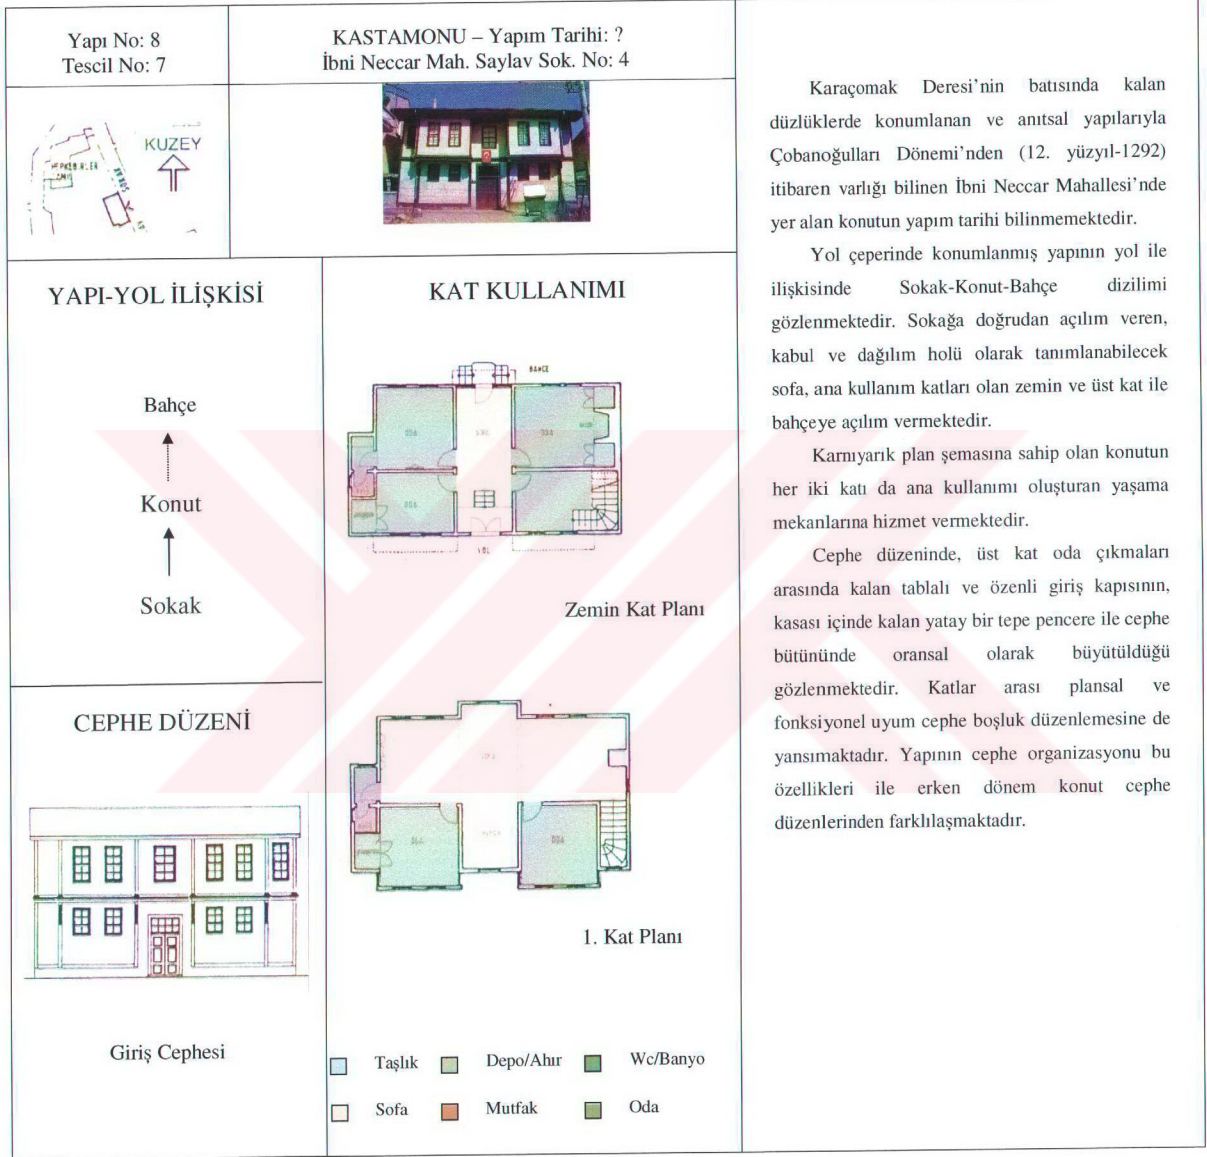 Yapı No: 8
Tescil No: 7
KASTAMONU – Yapım Tarihi: ?
İbni Neccar Mah. Saylav Sok. No: 4
KUZEY
YAPI-YOL İLİŞKİSİ
Bahçe
Konut
Sokak
KAT KULLANIMI
BAHÇE
ODA
ODA
YOL
Zemin Kat Planı
ODA
ODA
1. Kat Planı
CEPHE DÜZENİ
Giriş Cephesi
Taşlık
Depo/Ahır
Wc/Banyo
Sofa
Mutfak
Oda
Karaçomak Deresi’nin batısında kalan
düzlüklerde konumlanan ve anıtsal yapılarıyla
Çobanoğulları Dönemi’nden (12. yüzyıl-1292)
itibaren varlığı bilinen İbni Neccar Mahallesi’nde
yer alan konutun yapım tarihi bilinmemektedir.
Yol çeperinde konumlanmış yapının yol ile
ilişkisinde Sokak-Konut-Bahçe dizilimi
gözlenmektedir. Sokağa doğrudan açılım veren,
kabul ve dağılım holü olarak tanımlanabilecek
sofa, ana kullanım katları olan zemin ve üst kat ile
bahçeye açılım vermektedir.
Karnıyarık plan şemasına sahip olan konutun
her iki katı da ana kullanımı oluşturan yaşama
mekanlarına hizmet vermektedir.
Cephe düzeninde, üst kat oda çıkmaları
arasında kalan tablalı ve özenli giriş kapısının,
kasası içinde kalan yatay bir tepe pencere ile cephe
bütününde oransal olarak büyütüldüğü
gözlenmektedir. Katlar arası plansal ve
fonksiyonel uyum cephe boşluk düzenlemesine de
yansımaktadır. Yapının cephe organizasyonu bu
özellikleri ile erken dönem konut cephe
düzenlerinden farklılaşmaktadır.